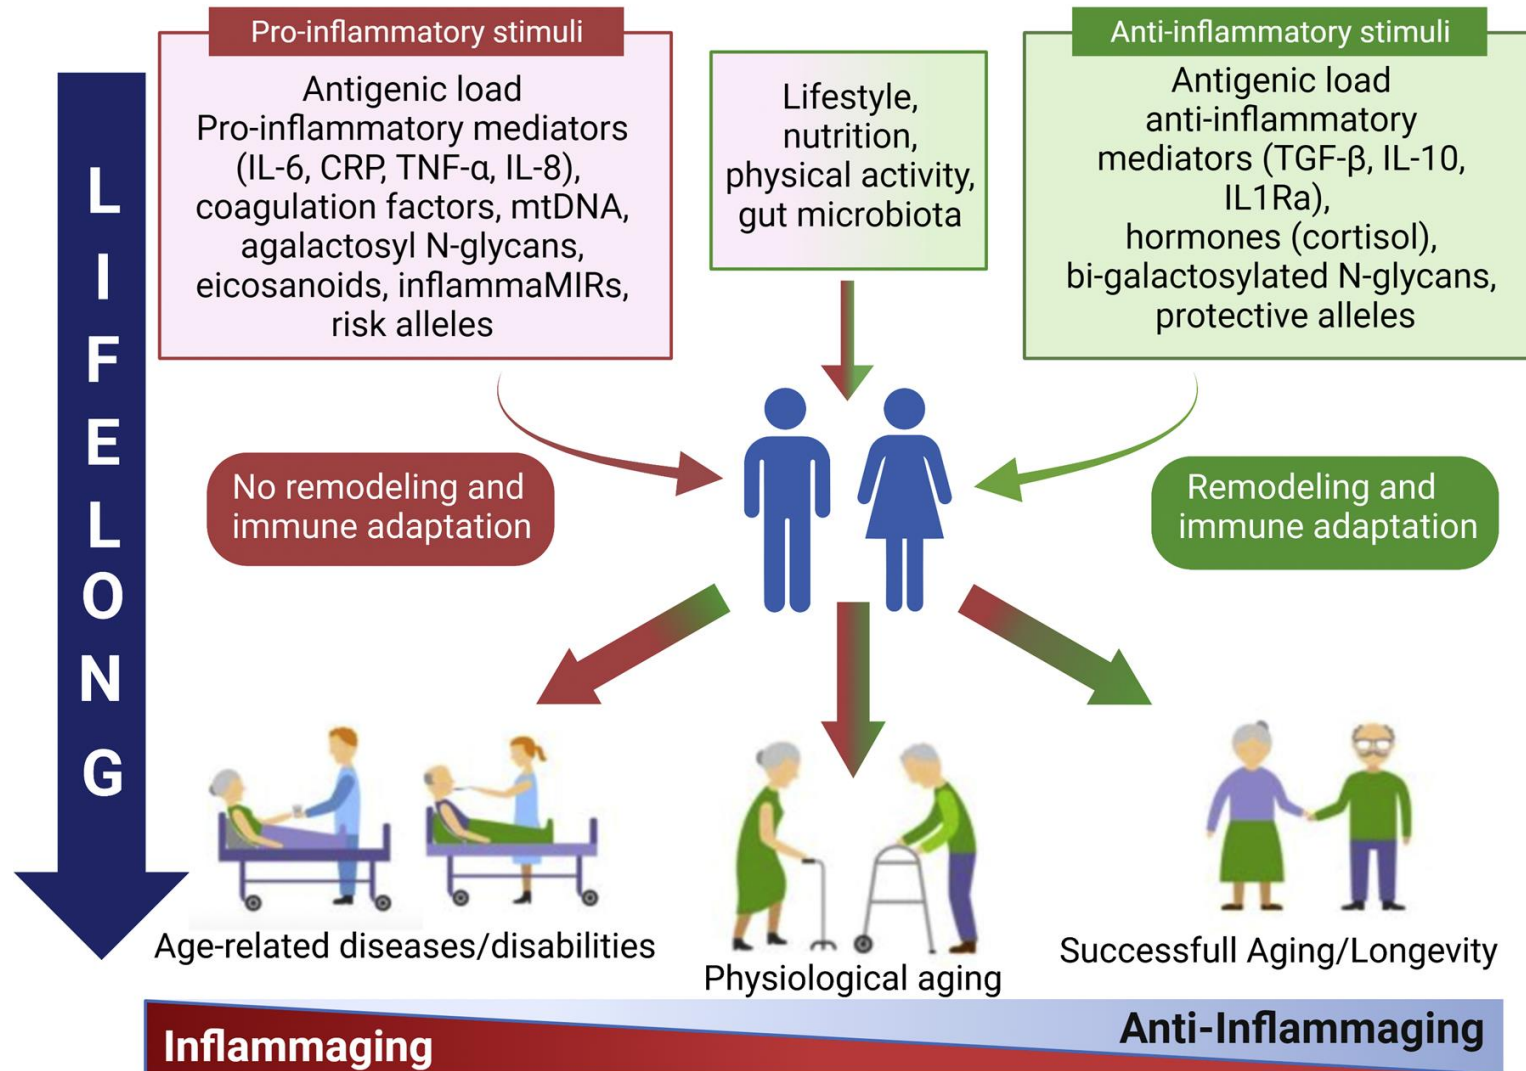 LIFELONG
Pro-inflammatory stimuli
Antigenic load
Pro-inflammatory mediators
(IL-6, CRP, TNF-α, IL-8),
coagulation factors, mtDNA,
agalactosyl N-glycans,
eicosanoids, inflammaMIRs,
risk alleles
Lifestyle,
nutrition,
physical activity,
gut microbiota
Anti-inflammatory stimuli
Antigenic load
anti-inflammatory
mediators (TGF-β, IL-10,
IL1Ra),
hormones (cortisol),
bi-galactosylated N-glycans,
protective alleles
No remodeling and
immune adaptation
Remodeling and
immune adaptation
Age-related diseases/disabilities
Physiological aging
Successfull Aging/Longevity
Inflammaging
Anti-Inflammaging